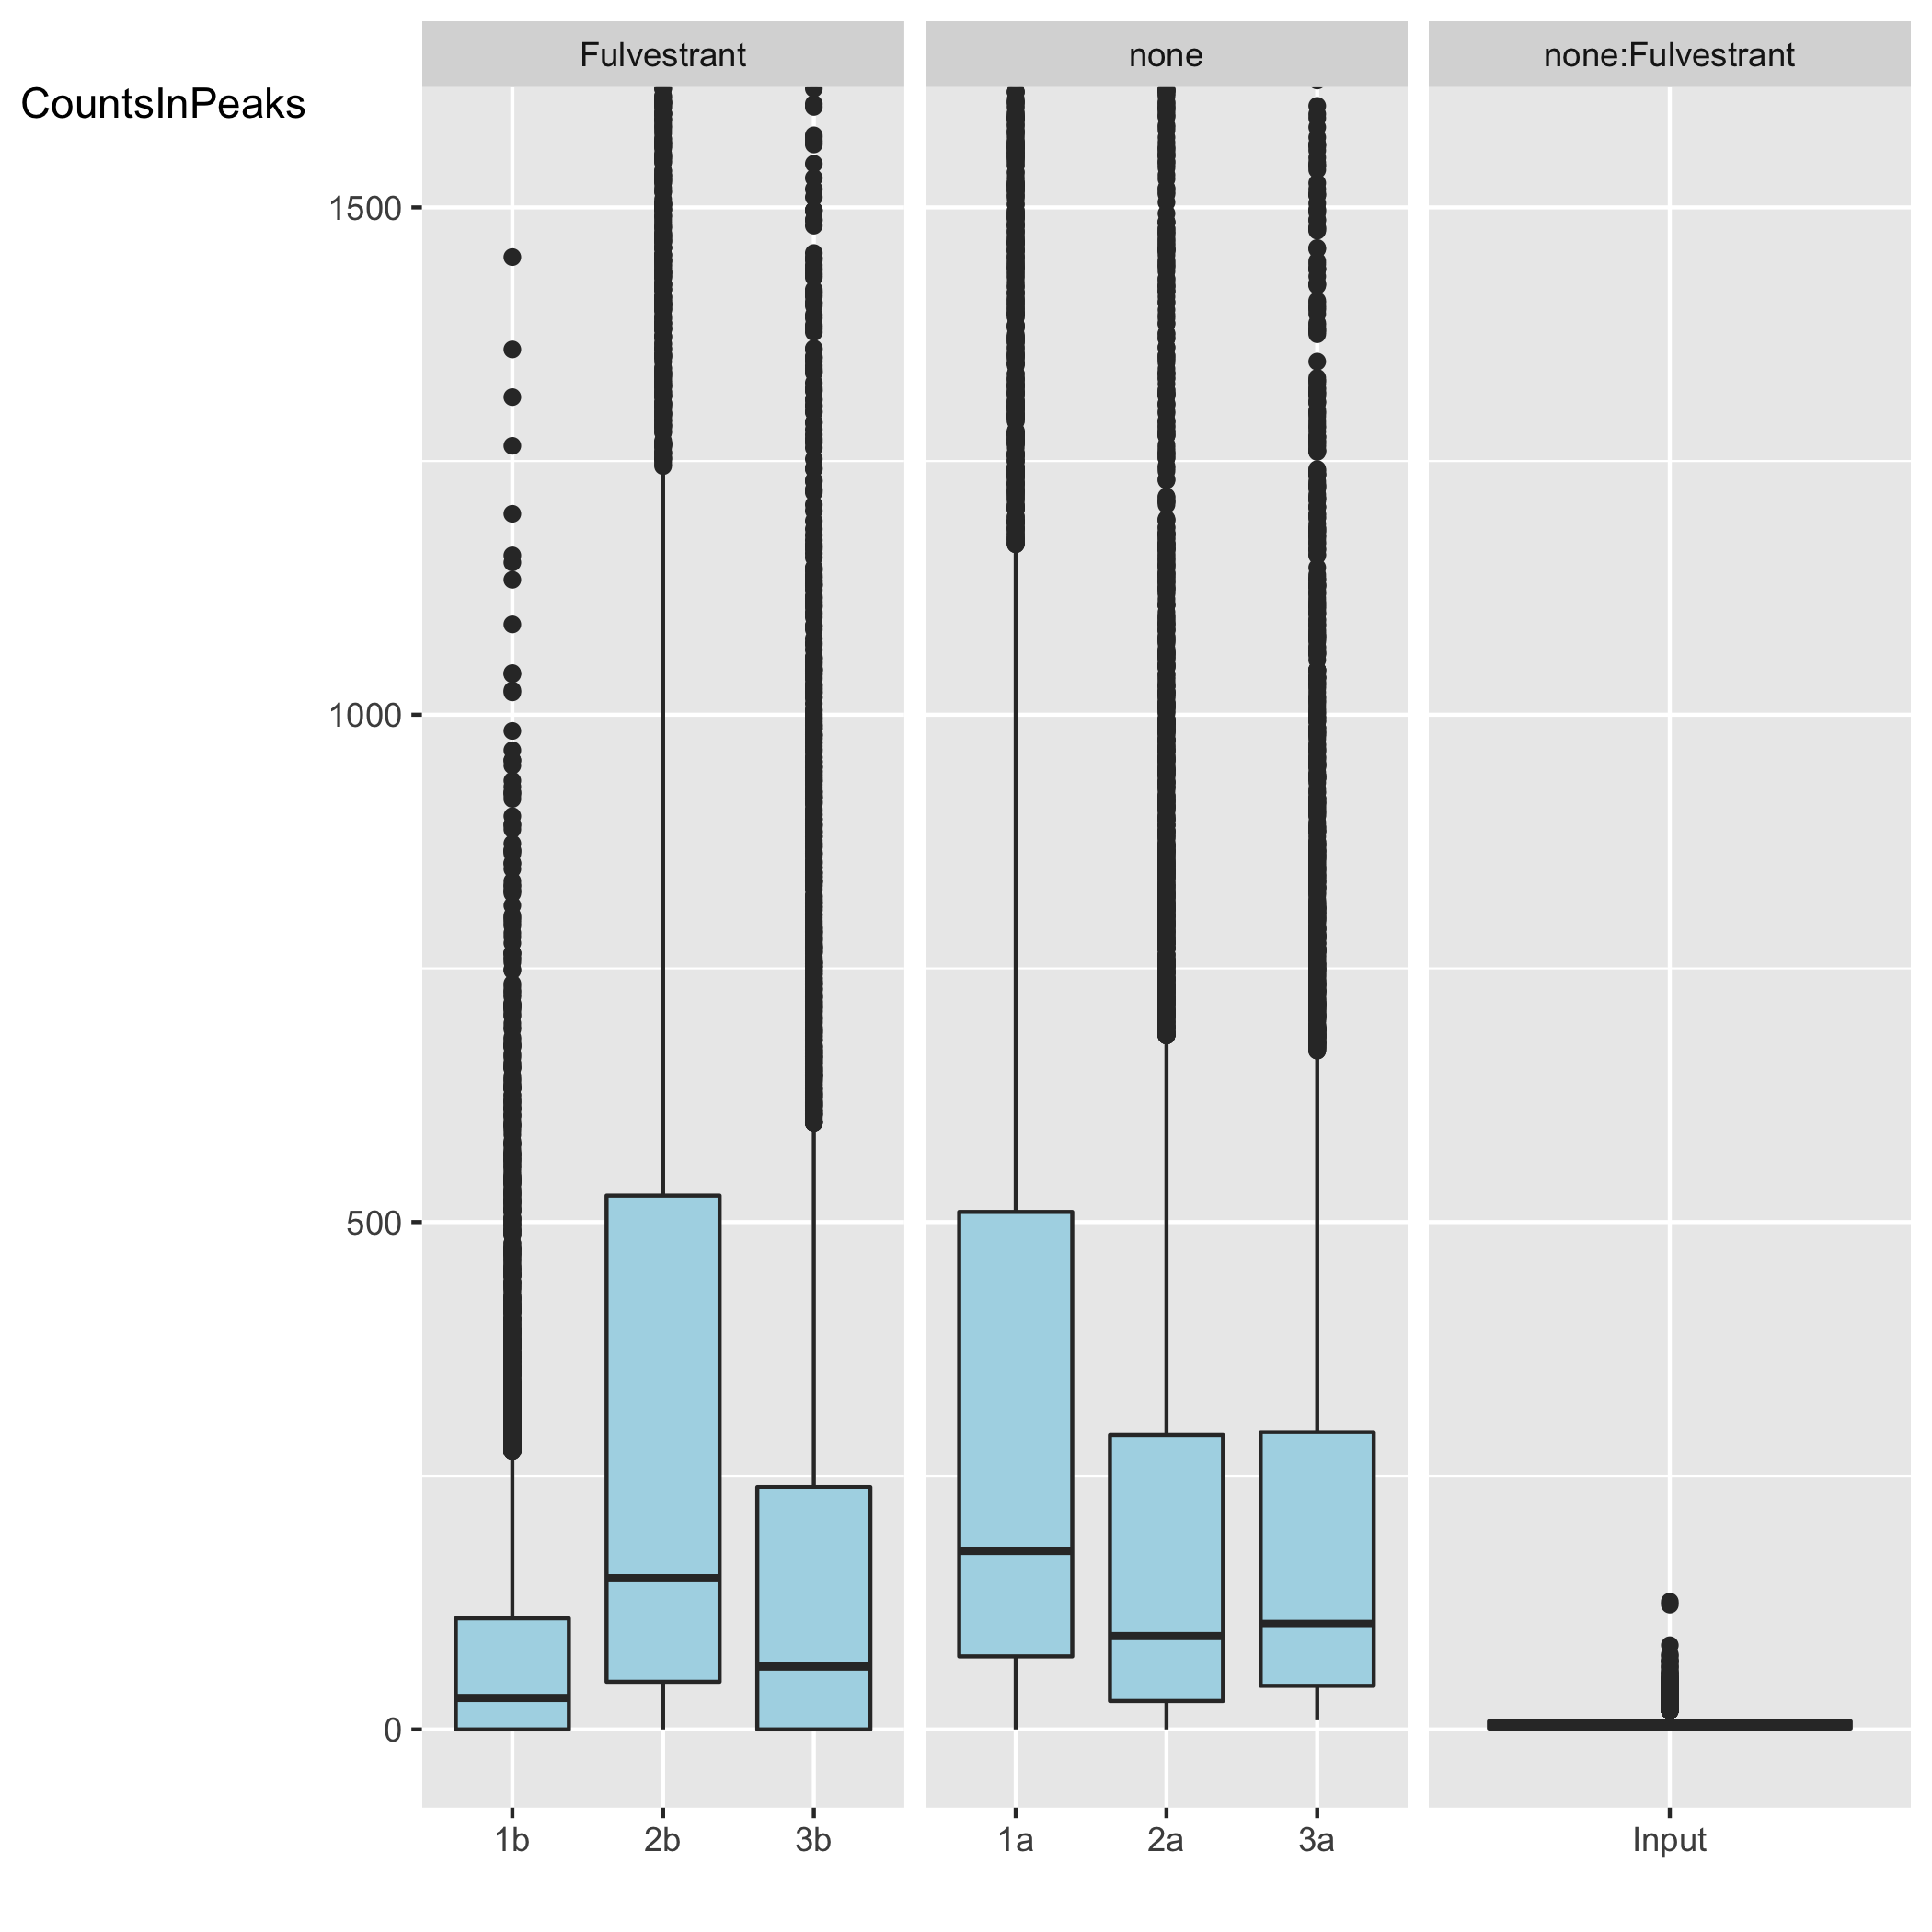 Fulvestrant none none:Fulvestrant
CountsInPeaks
1500
1000
500
0
1b 2b 3b 1a 2a 3a Input